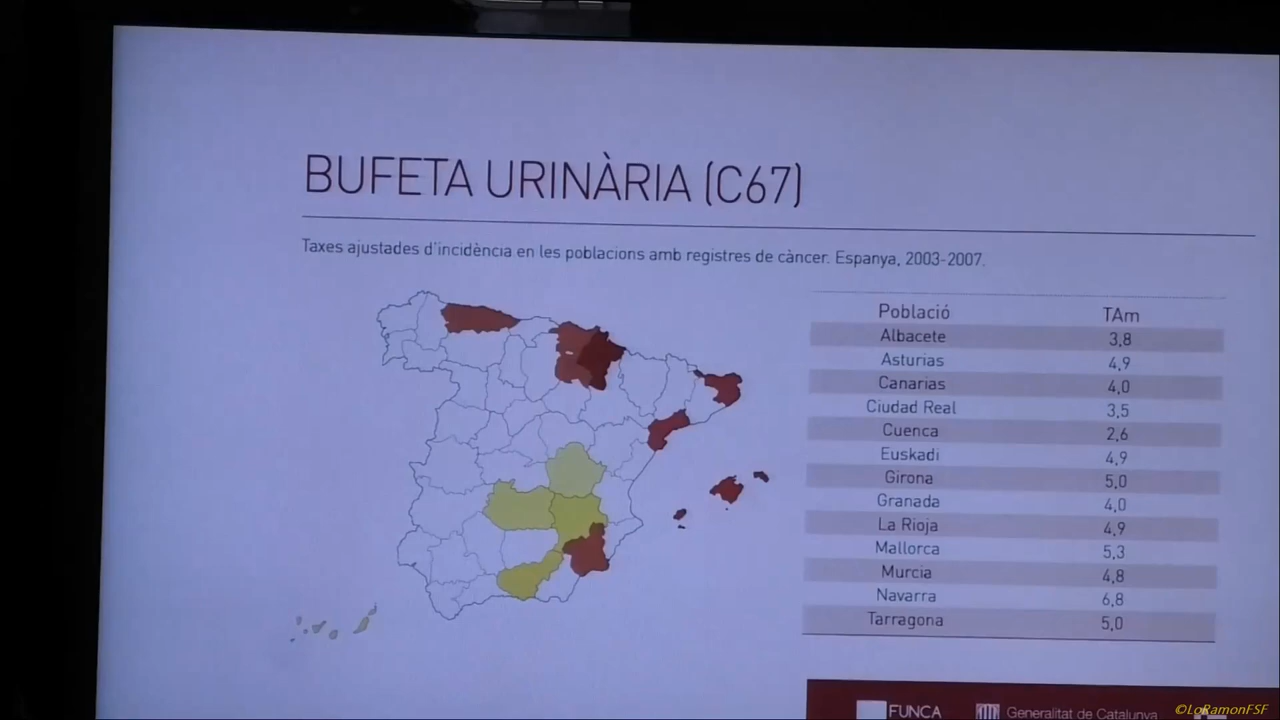 BUFETA URINÀRIA (C67)
Taxes ajustades d'incidència en les poblacions amb registres de càncer. Espanya, 2003-2007.
Població TAm
Albacete 3,8
Asturias 4,9
Canarias 4,0
Ciudad Real 3,5
Cuenca 2,6
Euskadi 4,9
Girona 5,0
Granada 4,0
La Rioja 4,9
Mallorca 5,3
Murcia 4,8
Navarra 6,8
Tarragona 5,0
FUNCA Generalitat de Catalunya
©LoRamonFSF